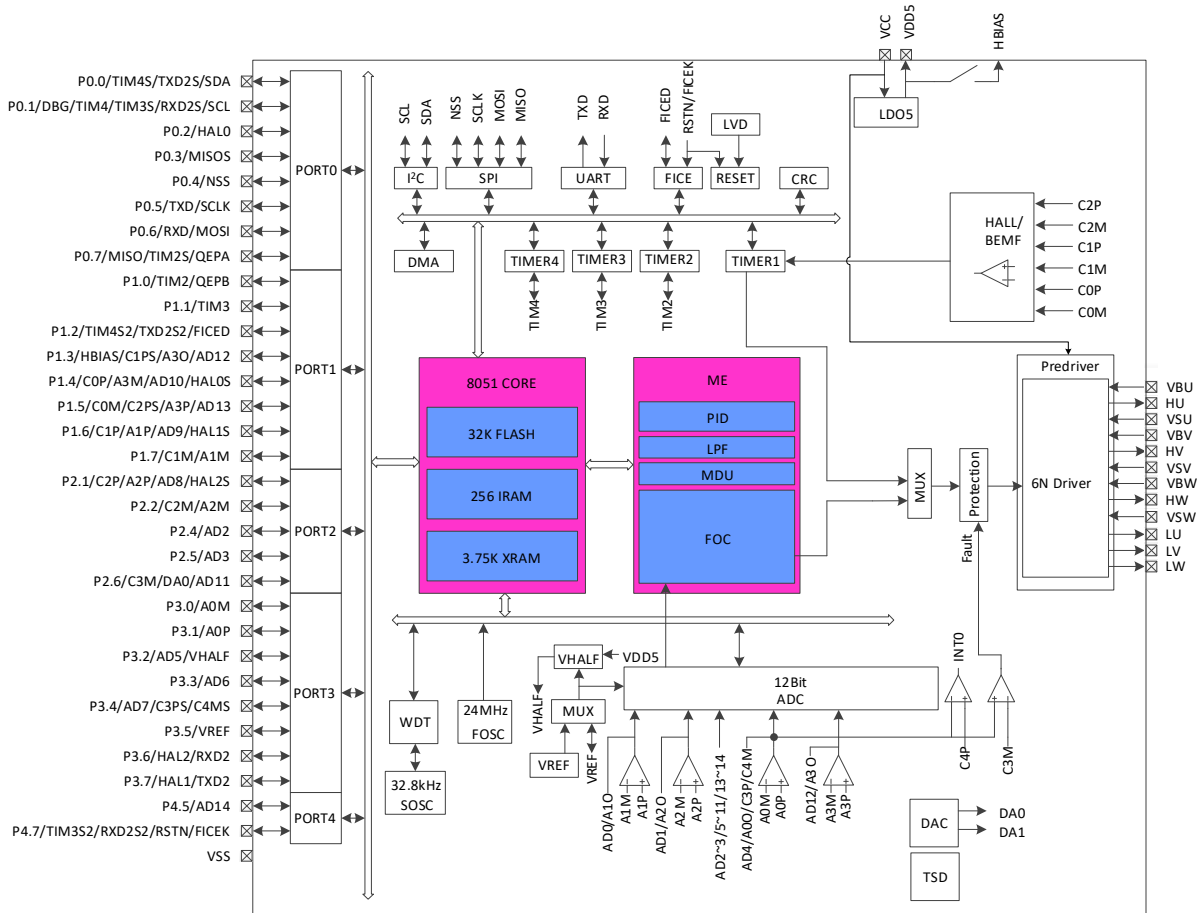 VCC
VDD5
HBIAS
LDO5
P0.0/TIM4S/TXD2S/SDA
P0.1/DBG/TIM4/TIM3S/RXD2S/SCL
P0.2/HAL0
P0.3/MISOS
P0.4/NSS
P0.5/TXD/SCLK
P0.6/RXD/MOSI
P0.7/MISO/TIM2S/QEPA
P1.0/TIM2/QEPB
P1.1/TIM3
P1.2/TIM4S2/TXD2S2/FICED
P1.3/HBIAS/C1PS/A3O/AD12
P1.4/C0P/A3M/AD10/HAL0S
P1.5/C0M/C2PS/A3P/AD13
P1.6/C1P/A1P/AD9/HAL1S
P1.7/C1M/A1M
P2.1/C2P/A2P/AD8/HAL2S
P2.2/C2M/A2M
P2.4/AD2
P2.5/AD3
P2.6/C3M/DA0/AD11
P3.0/A0M
P3.1/A0P
P3.2/AD5/VHALF
P3.3/AD6
P3.4/AD7/C3PS/C4MS
P3.5/VREF
P3.6/HAL2/RXD2
P3.7/HAL1/TXD2
P4.5/AD14
P4.7/TIM3S2/RXD2S2/RSTN/FICEK
VSS
PORT0
PORT1
PORT2
PORT3
PORT4
SCL
SDA
NSS
SCLK
MOSI
MISO
TXD
RXD
FICED
RSTN/FICEK
LVD
I²C
SPI
UART
FICE
RESET
CRC
DMA
TIMER4
TIMER3
TIMER2
TIMER1
TIM4
TIM3
TIM2
HALL/
BEMF
C2P
C2M
C1P
C1M
C0P
C0M
8051 CORE
32K FLASH
256 IRAM
3.75K XRAM
ME
PID
LPF
MDU
FOC
MUX
Protection
Fault
Predriver
6N Driver
VBU
HU
VSU
VBV
HV
VSV
VBW
HW
VSW
LU
LV
LW
WDT
32.8kHz
SOSC
24MHz
FOSC
VHALF
VDD5
VHALF
MUX
VREF
VREF
12Bit
ADC
INT0
C4P
C3M
AD0/A1O
A1M
A1P
AD1/A2O
A2M
A2P
AD2~3/5~11/13~14
AD4/A0O/C3P/C4M
A0M
A0P
AD12/A3O
A3M
A3P
DAC
DA0
DA1
TSD